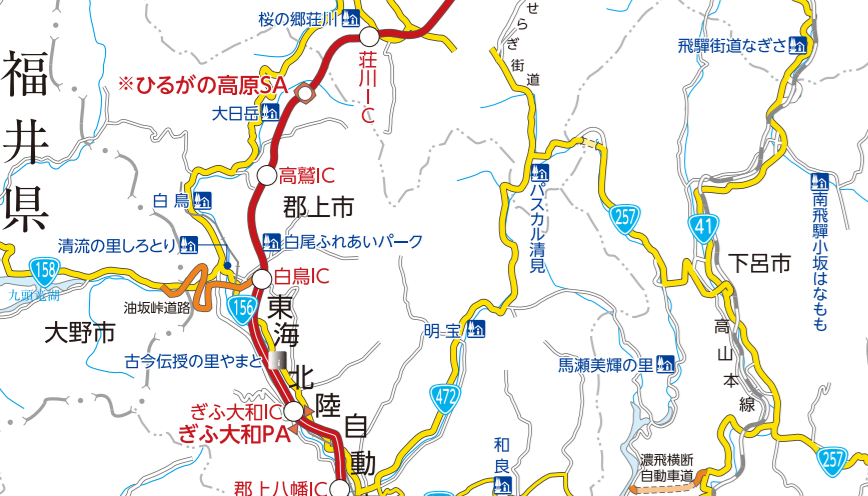 桜の郷荘川
せらぎ街道
飛騨街道なぎさ
福井県
荘川IC
※ひるがの高原SA
大日岳
高鷲IC
パスカル清見
南飛騨小坂はなもも
白鳥
郡上市
257
41
清流の里しろとり
白尾ふれあいパーク
下呂市
158
白鳥IC
九頭竜湖
油坂峠道路
156
東海北陸自動
大野市
明宝
高山本線
古今伝授の里やまと
馬瀬美輝の里
472
ぎふ大和IC
ぎふ大和PA
和良
濃飛横断
自動車道
257
郡上八幡IC